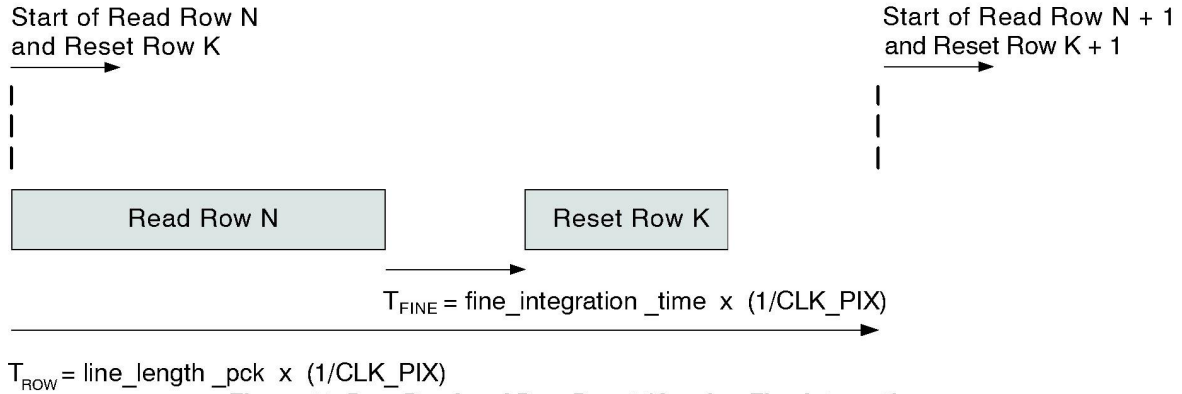 Start of Read Row N
and Reset Row K
Start of Read Row N + 1
and Reset Row K + 1
Read Row N
Reset Row K
T_FINE = fine_integration _time x (1/CLK_PIX)
T_ROW = line_length _pck x (1/CLK_PIX)